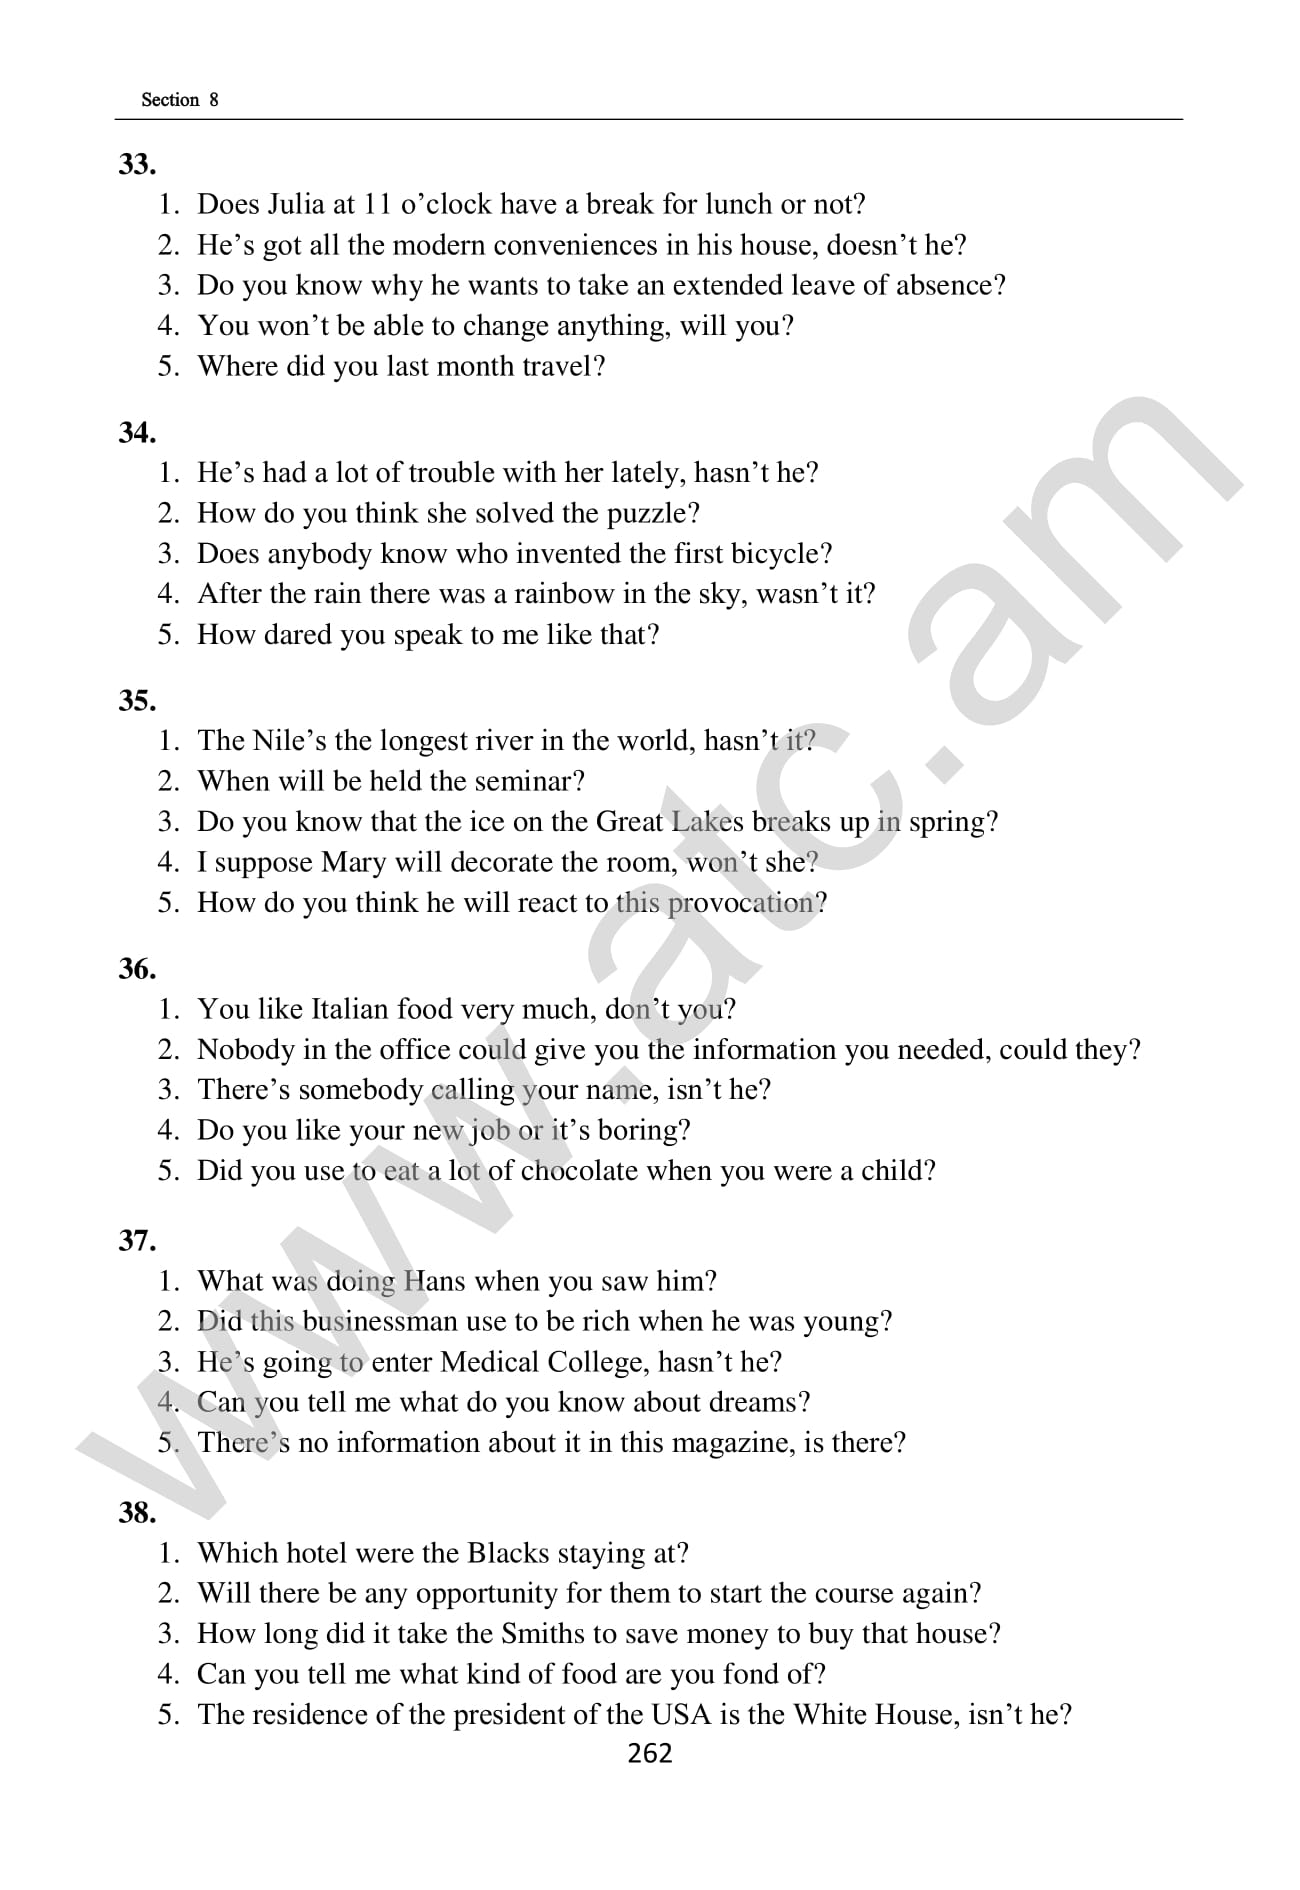 Section 8
33.
1. Does Julia at 11 o’clock have a break for lunch or not?
2. He’s got all the modern conveniences in his house, doesn’t he?
3. Do you know why he wants to take an extended leave of absence?
4. You won’t be able to change anything, will you?
5. Where did you last month travel?
34.
1. He’s had a lot of trouble with her lately, hasn’t he?
2. How do you think she solved the puzzle?
3. Does anybody know who invented the first bicycle?
4. After the rain there was a rainbow in the sky, wasn’t it?
5. How dared you speak to me like that?
35.
1. The Nile’s the longest river in the world, hasn’t it?
2. When will be held the seminar?
3. Do you know that the ice on the Great Lakes breaks up in spring?
4. I suppose Mary will decorate the room, won’t she?
5. How do you think he will react to this provocation?
36.
1. You like Italian food very much, don’t you?
2. Nobody in the office could give you the information you needed, could they?
3. There’s somebody calling your name, isn’t he?
4. Do you like your new job or it’s boring?
5. Did you use to eat a lot of chocolate when you were a child?
37.
1. What was doing Hans when you saw him?
2. Did this businessman use to be rich when he was young?
3. He’s going to enter Medical College, hasn’t he?
4. Can you tell me what do you know about dreams?
5. There’s no information about it in this magazine, is there?
38.
1. Which hotel were the Blacks staying at?
2. Will there be any opportunity for them to start the course again?
3. How long did it take the Smiths to save money to buy that house?
4. Can you tell me what kind of food are you fond of?
5. The residence of the president of the USA is the White House, isn’t he?
262
www.atc.am